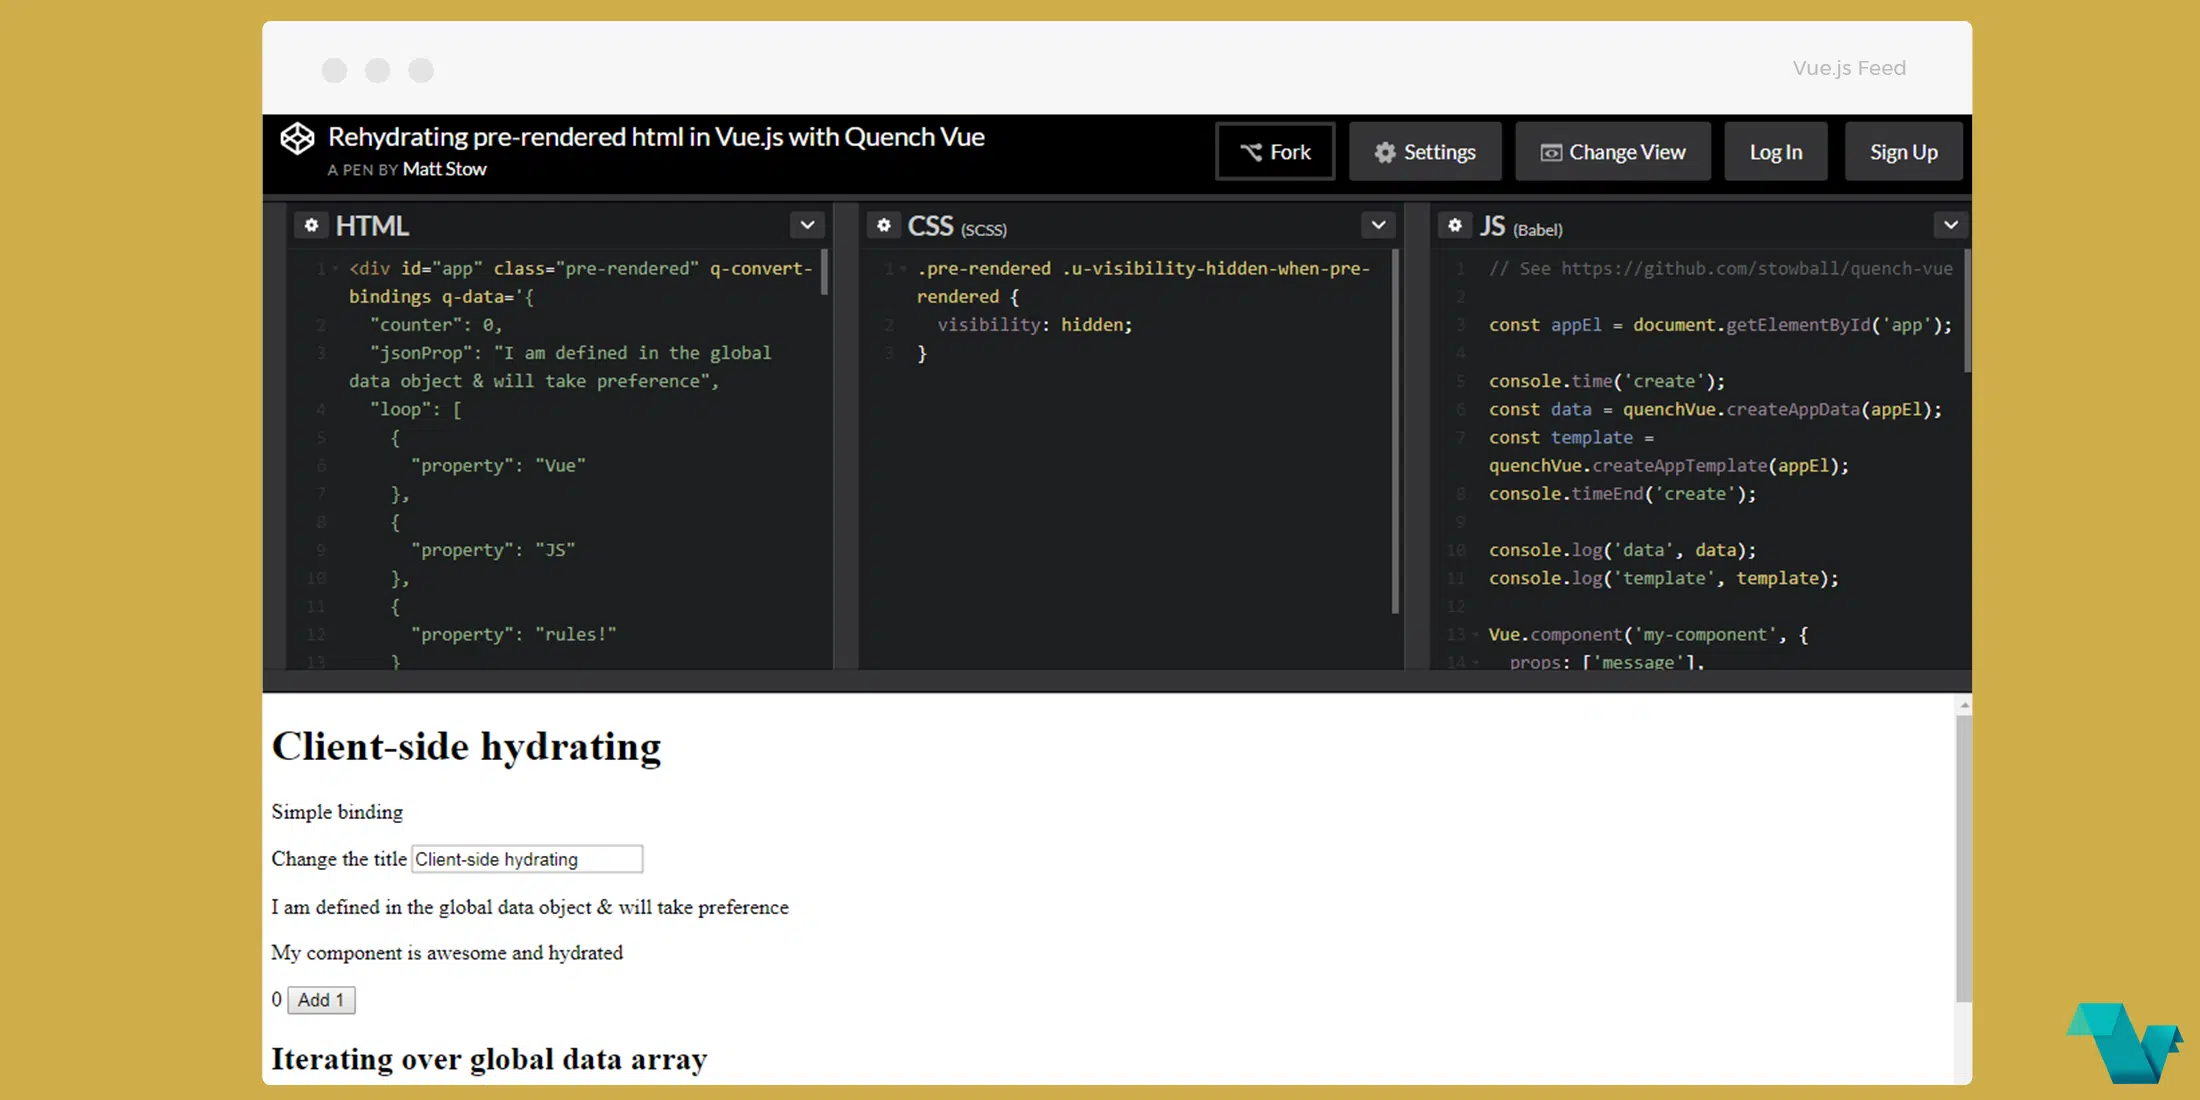 Vue.js Feed
Rehydrating pre-rendered html in Vue.js with Quench Vue
A PEN BY Matt Stow
Fork
Settings
Change View
Log In
Sign Up
HTML
1 <div id="app" class="pre-rendered" q-convert-
bindings q-data='{
2 "counter": 0,
3 "jsonProp": "I am defined in the global
data object & will take preference",
4 "loop": [
5 {
6 "property": "Vue"
7 },
8 {
9 "property": "JS"
10 },
11 {
12 "property": "rules!"
13 }
CSS (SCSS)
1 .pre-rendered .u-visibility-hidden-when-pre-
rendered {
2 visibility: hidden;
3 }
JS (Babel)
1 // See https://github.com/stowball/quench-vue
2
3 const appEl = document.getElementById('app');
4
5 console.time('create');
6 const data = quenchVue.createAppData(appEl);
7 const template =
quenchVue.createAppTemplate(appEl);
8 console.timeEnd('create');
9
10 console.log('data', data);
11 console.log('template', template);
12
13 Vue.component('my-component', {
14 props: ['message'],
Client-side hydrating
Simple binding
Change the title Client-side hydrating
I am defined in the global data object & will take preference
My component is awesome and hydrated
0 Add 1
Iterating over global data array